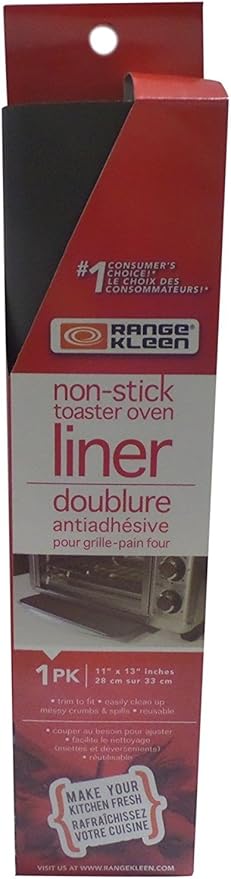 #1 CONSUMER'S
CHOICE!*
LE CHOIX DES
CONSOMMATEURS!*
RANGE®
KLEEN
non-stick
toaster oven
liner
doublure
antiadhésive
pour grille-pain four
1PK
11" x 13" inches
28 cm sur 33 cm
• trim to fit • easily clean up
messy crumbs & spills • reusable
• couper au besoin pour ajuster
• facilite le nettoyage
(miettes et déversements)
• réutilisable
MAKE YOUR
KITCHEN FRESH
RAFRAÎCHISSEZ
VOTRE CUISINE
VISIT US AT WWW.RANGEKLEEN.COM